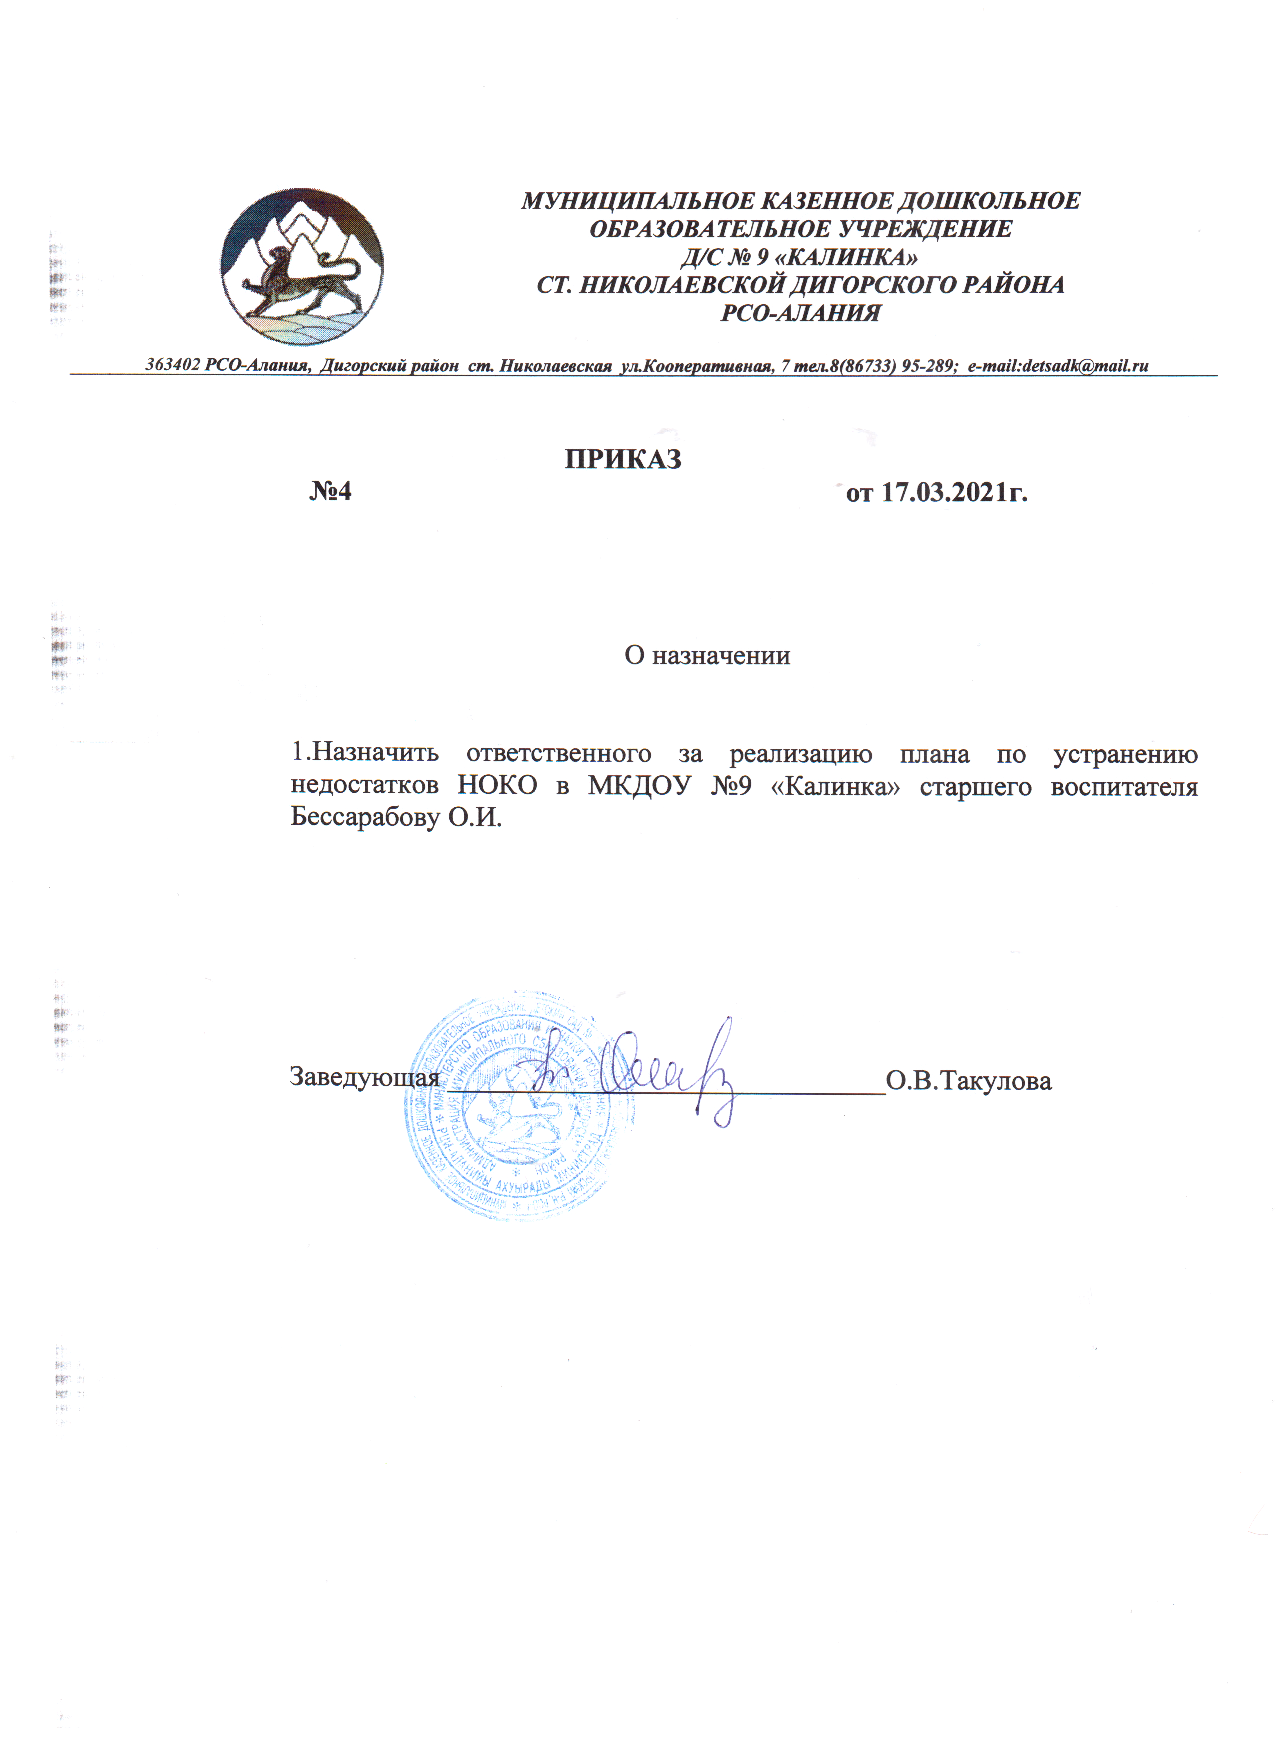 МУНИЦИПАЛЬНОЕ КАЗЕННОЕ ДОШКОЛЬНОЕ
ОБРАЗОВАТЕЛЬНОЕ УЧРЕЖДЕНИЕ
Д/С № 9 «КАЛИНКА»
СТ. НИКОЛАЕВСКОЙ ДИГОРСКОГО РАЙОНА
РСО-АЛАНИЯ
363402 РСО-Алания, Дигорский район ст. Николаевская ул.Кооперативная, 7 тел.8(86733) 95-289; e-mail:detsadk@mail.ru
ПРИКАЗ
№4 от 17.03.2021г.
О назначении
1.Назначить ответственного за реализацию плана по устранению
недостатков НОКО в МКДОУ №9 «Калинка» старшего воспитателя
Бессарабову О.И.
Заведующая О.В.Такулова